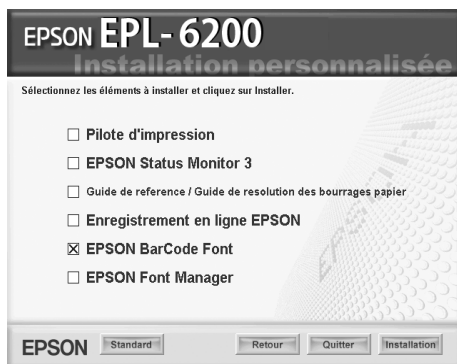 EPSON EPL-6200
Installation personnalisée
Sélectionnez les éléments à installer et cliquez sur Installer.
Pilote d'impression
EPSON Status Monitor 3
Guide de reference / Guide de resolution des bourrages papier
Enregistrement en ligne EPSON
EPSON BarCode Font
EPSON Font Manager
EPSON
EPSON Standard Retour Quitter Installation